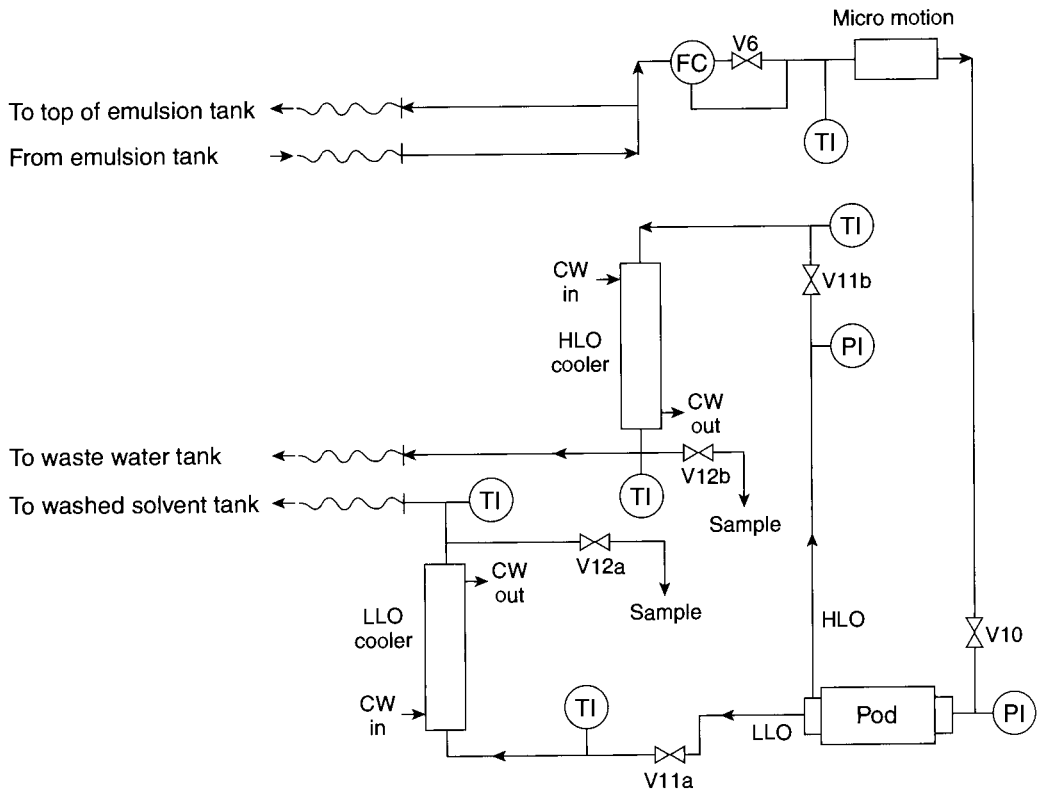 Micro motion
V6
FC
To top of emulsion tank
TI
From emulsion tank
TI
CW
in
V11b
HLO
cooler
PI
CW
out
To waste water tank
V12b
TI
To washed solvent tank
TI
Sample
V12a
CW
out
Sample
LLO
cooler
HLO
V10
CW
in
TI
Pod
PI
LLO
V11a